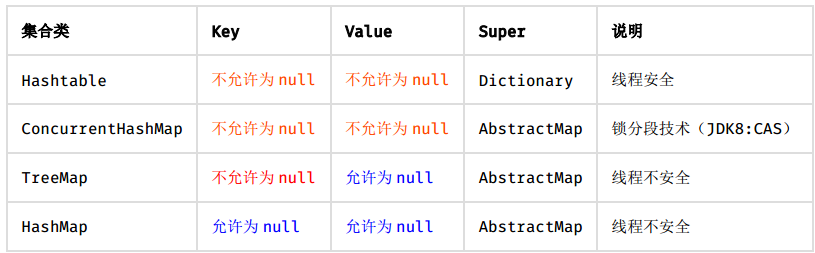 集合类 Key Value Super 说明
Hashtable 不允许为 null 不允许为 null Dictionary 线程安全
ConcurrentHashMap 不允许为 null 不允许为 null AbstractMap 锁分段技术（JDK8:CAS）
TreeMap 不允许为 null 允许为 null AbstractMap 线程不安全
HashMap 允许为 null 允许为 null AbstractMap 线程不安全